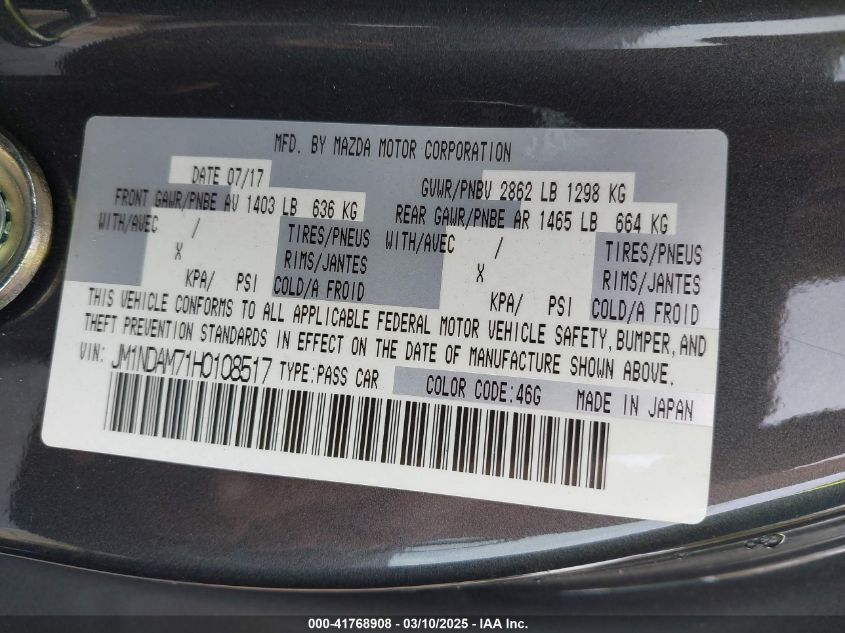 MFD. BY MAZDA MOTOR CORPORATION
DATE 07/17 GVWR/PNBV 2862 LB 1298 KG
FRONT GAWR/PNBE AV 1403 LB 636 KG REAR GAWR/PNBE AR 1465 LB 664 KG
WITH/AVEC / TIRES/PNEUS WITH/AVEC / TIRES/PNEUS
X RIMS/JANTES X RIMS/JANTES
KPA/ PSI COLD/A FROID KPA/ PSI COLD/A FROID
THIS VEHICLE CONFORMS TO ALL APPLICABLE FEDERAL MOTOR VEHICLE SAFETY, BUMPER, AND
THEFT PREVENTION STANDARDS IN EFFECT ON THE DATE OF MANUFACTURE SHOWN ABOVE.
VIN: JM1NDAM71H0108517 TYPE:PASS CAR COLOR CODE:46G MADE IN JAPAN
000-41768908 - 03/10/2025 - IAA Inc.